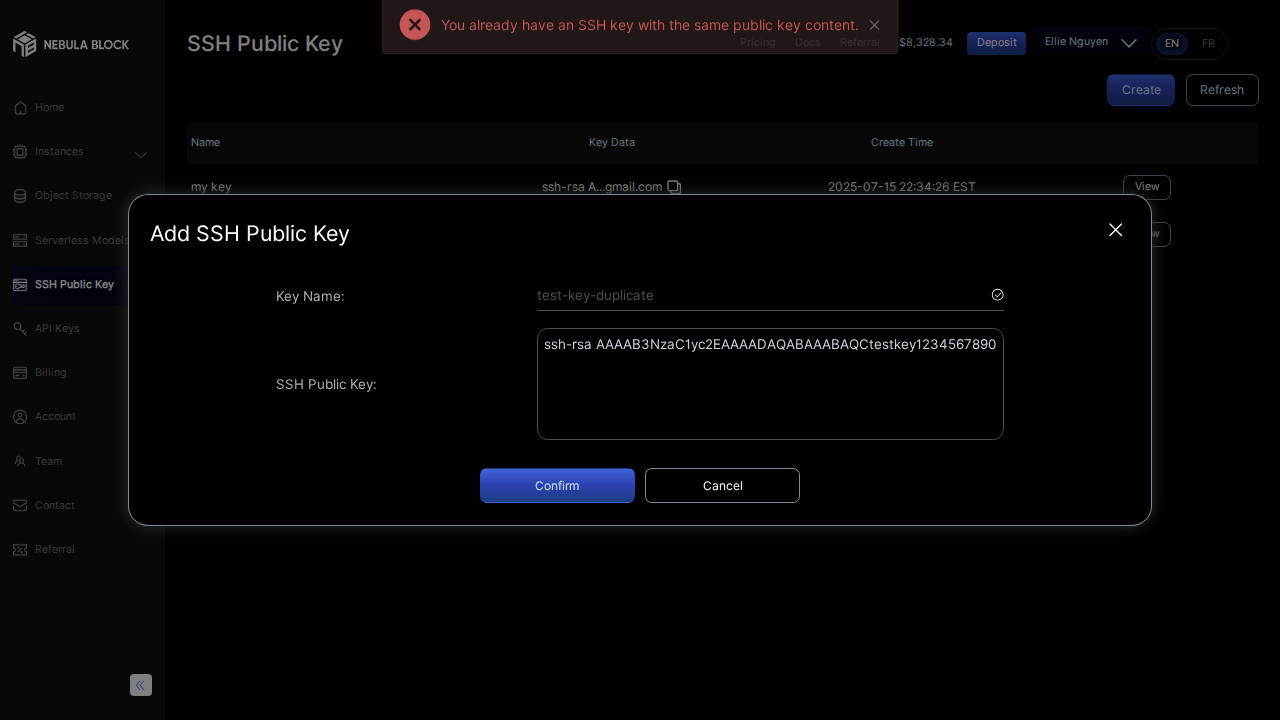 NEBULA BLOCK
SSH Public Key
You already have an SSH key with the same public key content.
Pricing Docs Referral $8,328.34 Deposit Ellie Nguyen EN FR
Create Refresh
Home
Instances
Object Storage
Serverless Models
SSH Public Key
API Keys
Billing
Account
Team
Contact
Referral
Name Key Data Create Time
my key ssh-rsa A...gmail.com 2025-07-15 22:34:26 EST View
Add SSH Public Key
Key Name: test-key-duplicate
SSH Public Key: ssh-rsa AAAAB3NzaC1yc2EAAAADAQABAAABAQCtestkey1234567890
Confirm Cancel